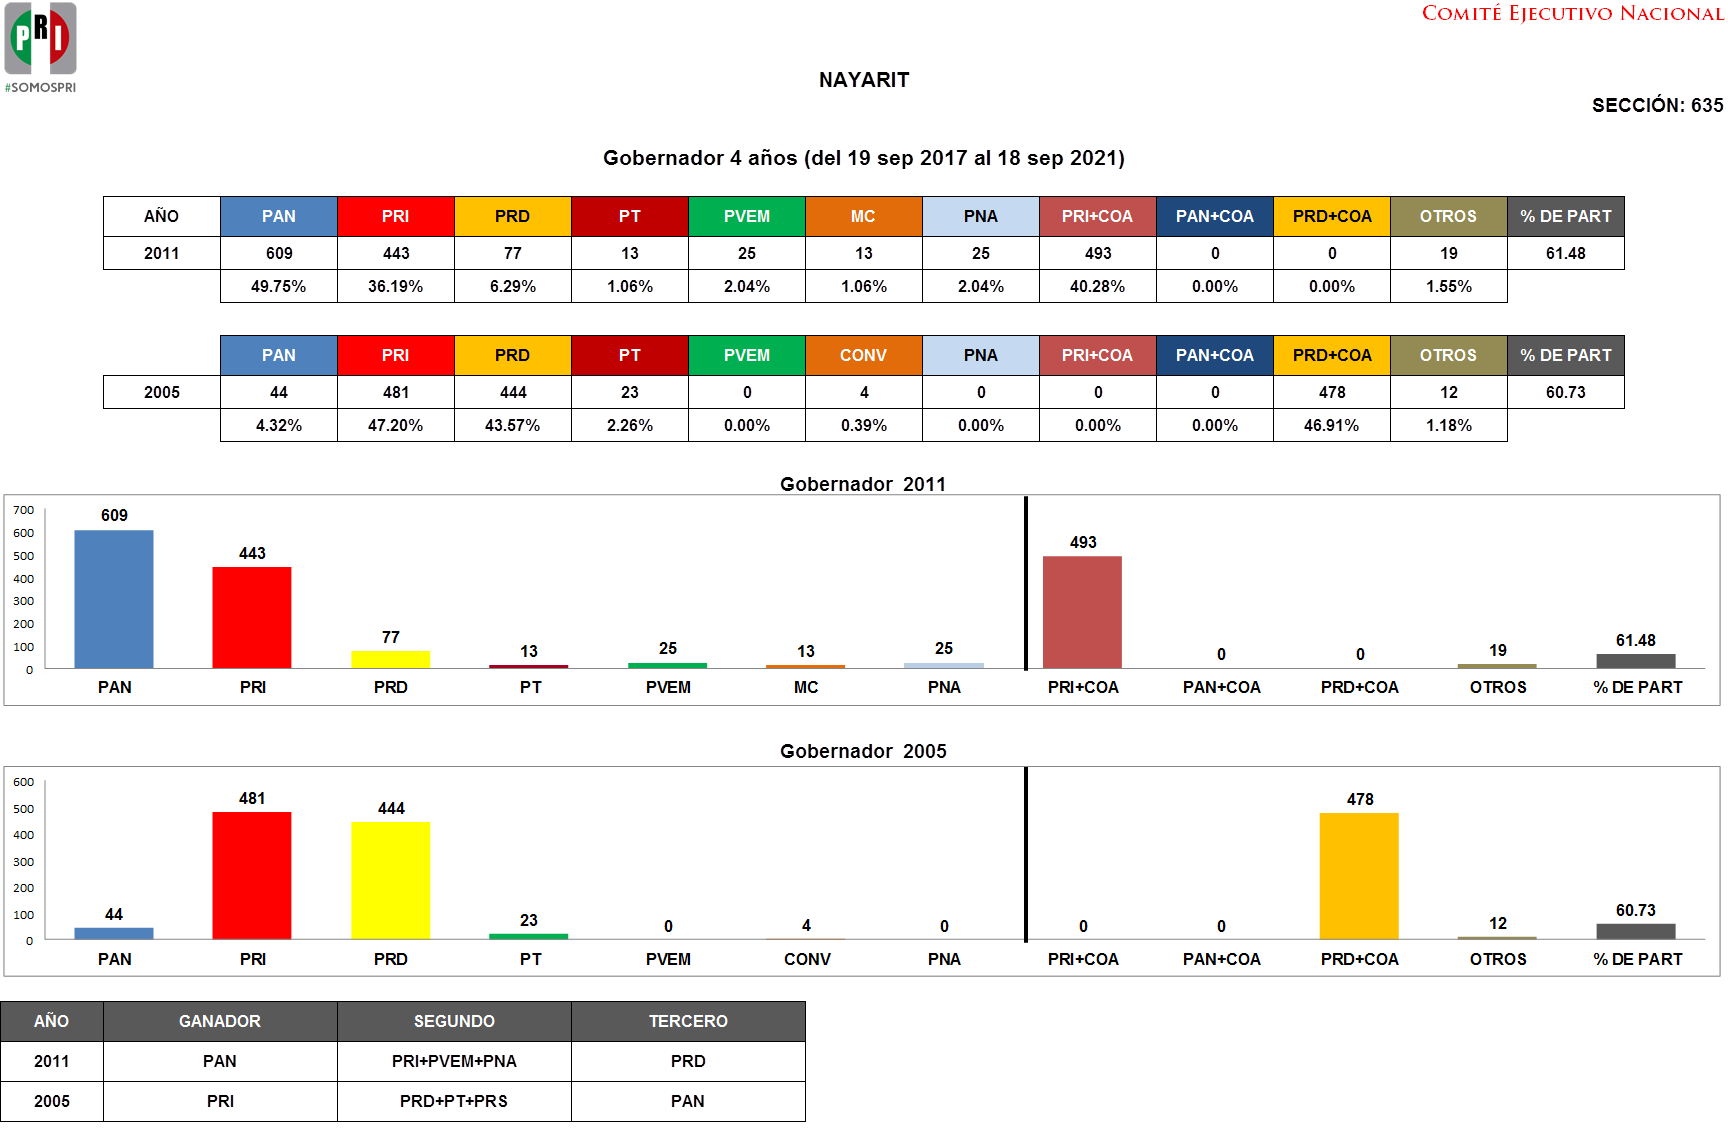 PRI
#SOMOSPRI
COMITÉ EJECUTIVO NACIONAL
NAYARIT
SECCIÓN: 635
Gobernador 4 años (del 19 sep 2017 al 18 sep 2021)
AÑO PAN PRI PRD PT PVEM MC PNA PRI+COA PAN+COA PRD+COA OTROS % DE PART
2011 609 443 77 13 25 13 25 493 0 0 19 61.48
49.75% 36.19% 6.29% 1.06% 2.04% 1.06% 2.04% 40.28% 0.00% 0.00% 1.55%
PAN PRI PRD PT PVEM CONV PNA PRI+COA PAN+COA PRD+COA OTROS % DE PART
2005 44 481 444 23 0 4 0 0 0 478 12 60.73
4.32% 47.20% 43.57% 2.26% 0.00% 0.39% 0.00% 0.00% 0.00% 46.91% 1.18%
Gobernador 2011
700
600
500
400
300
200
100
0
609 443 77 13 25 13 25 493 0 0 19 61.48
PAN PRI PRD PT PVEM MC PNA PRI+COA PAN+COA PRD+COA OTROS % DE PART
Gobernador 2005
600
500
400
300
200
100
0
44 481 444 23 0 4 0 0 0 478 12 60.73
PAN PRI PRD PT PVEM CONV PNA PRI+COA PAN+COA PRD+COA OTROS % DE PART
AÑO GANADOR SEGUNDO TERCERO
2011 PAN PRI+PVEM+PNA PRD
2005 PRI PRD+PT+PRS PAN